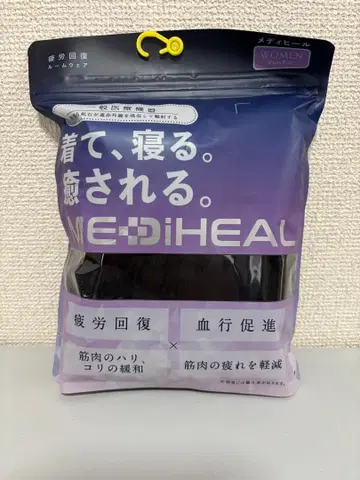 疲労回復
ルームウェア
メディヒール
WOMEN
一般医療機器
着て、寝る。
癒される。
MEDiHEAL
疲労回復
×
血行促進
筋肉のハリ、
コリの緩和
筋肉の疲れを軽減